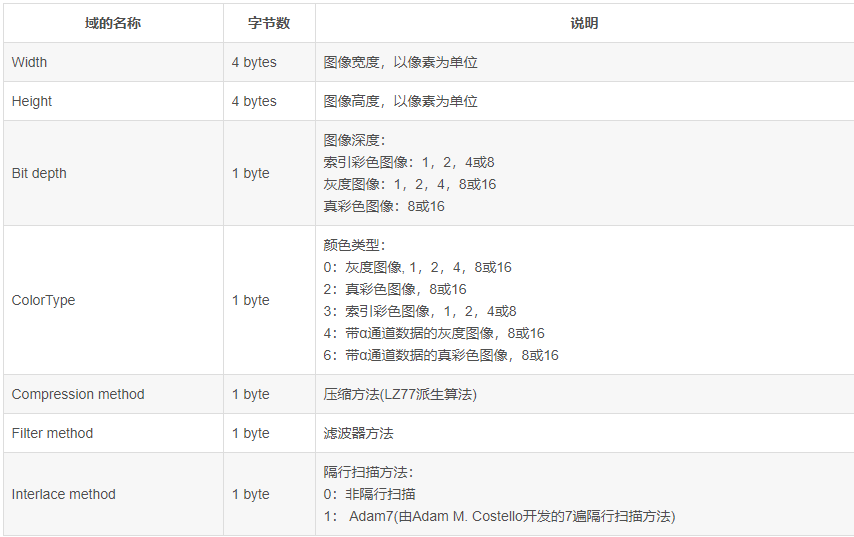 域的名称 字节数 说明
Width 4 bytes 图像宽度，以像素为单位
Height 4 bytes 图像高度，以像素为单位
Bit depth 1 byte 图像深度：
索引彩色图像：1，2，4或8
灰度图像：1，2，4，8或16
真彩色图像：8或16
ColorType 1 byte 颜色类型：
0：灰度图像, 1，2，4，8或16
2：真彩色图像，8或16
3：索引彩色图像，1，2，4或8
4：带α通道数据的灰度图像，8或16
6：带α通道数据的真彩色图像，8或16
Compression method 1 byte 压缩方法(LZ77派生算法)
Filter method 1 byte 滤波器方法
Interlace method 1 byte 隔行扫描方法：
0：非隔行扫描
1： Adam7(由Adam M. Costello开发的7遍隔行扫描方法)